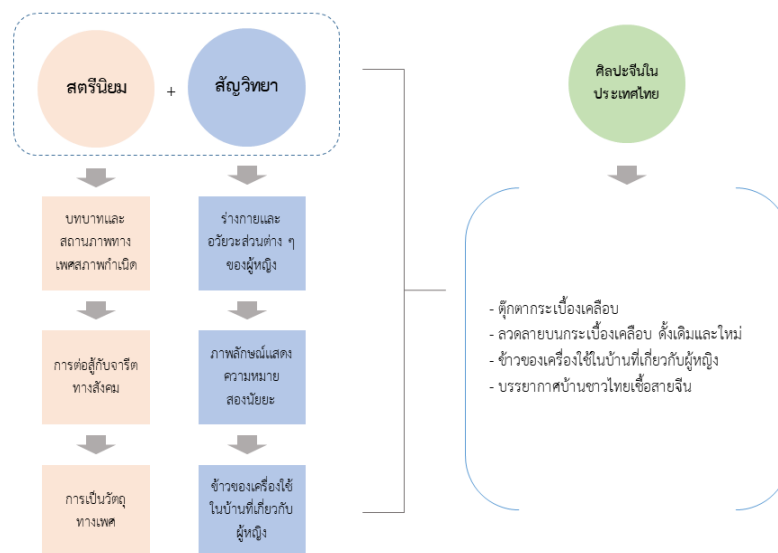 สตรีนิยม
+
สัญวิทยา
ศิลปะจีนใน
ประเทศไทย
บทบาทและ
สถานภาพทาง
เพศสภาพกำเนิด
ร่างกายและ
อวัยวะส่วนต่าง ๆ
ของผู้หญิง
การต่อสู้กับจารีต
ทางสังคม
ภาพลักษณ์แสดง
ความหมาย
สองนัยยะ
การเป็นวัตถุ
ทางเพศ
ข้าวของเครื่องใช้
ในบ้านที่เกี่ยวกับ
ผู้หญิง
- ตุ๊กตากระเบื้องเคลือบ
- ลวดลายบนกระเบื้องเคลือบ ดั้งเดิมและใหม่
- ข้าวของเครื่องใช้ในบ้านที่เกี่ยวกับผู้หญิง
- บรรยากาศบ้านชาวไทยเชื้อสายจีน